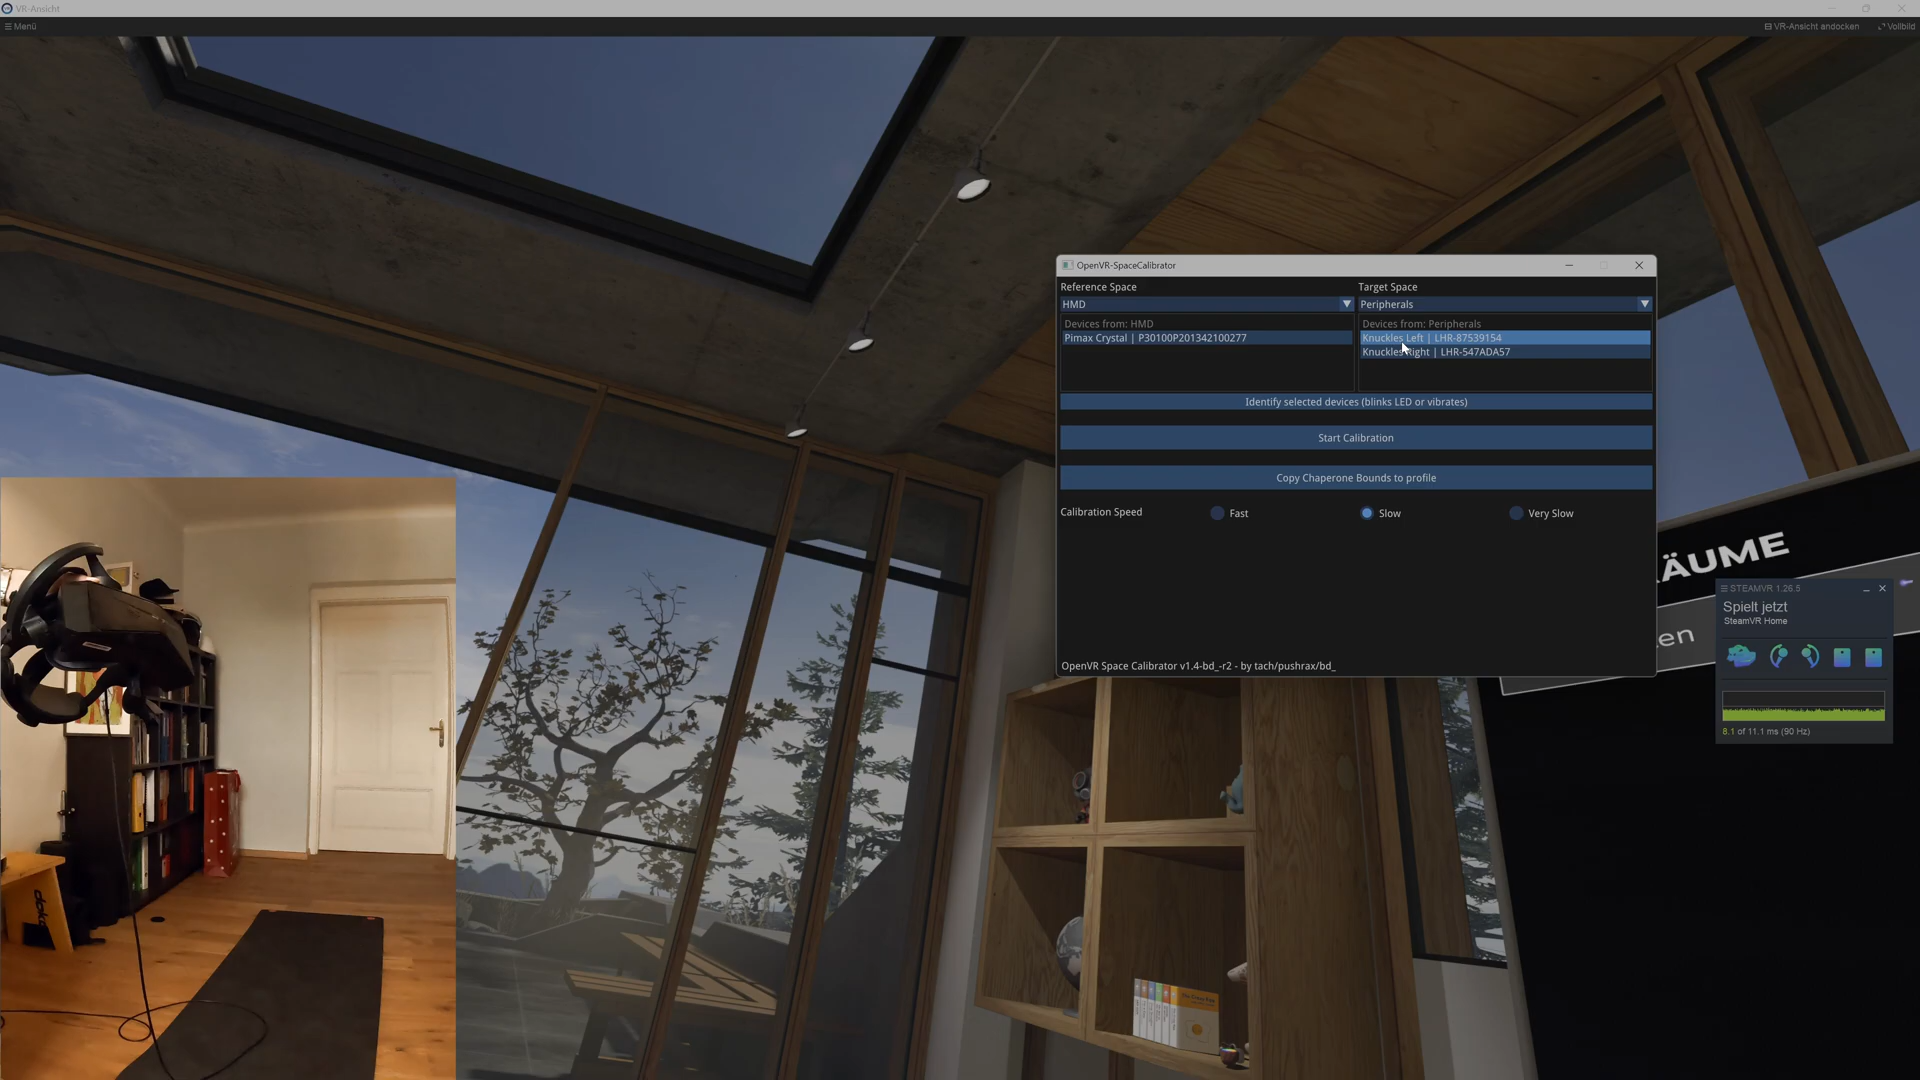 VR-Ansicht
Menü
VR-Ansicht andocken
Vollbild
OpenVR-SpaceCalibrator
Reference Space
Target Space
HMD
Peripherals
Devices from: HMD
Devices from: Peripherals
Pimax Crystal | P30100P201342100277
Knuckles Left | LHR-87539154
Knuckles Right | LHR-547ADA57
Identify selected devices (blinks LED or vibrates)
Start Calibration
Copy Chaperone Bounds to profile
Calibration Speed
Fast
Slow
Very Slow
OpenVR Space Calibrator v1.4-bd_-r2 - by tach/pushrax/bd_
ÄUME
en
STEAMVR 1.26.5
Spielt jetzt
SteamVR Home
8.1 of 11.1 ms (90 Hz)